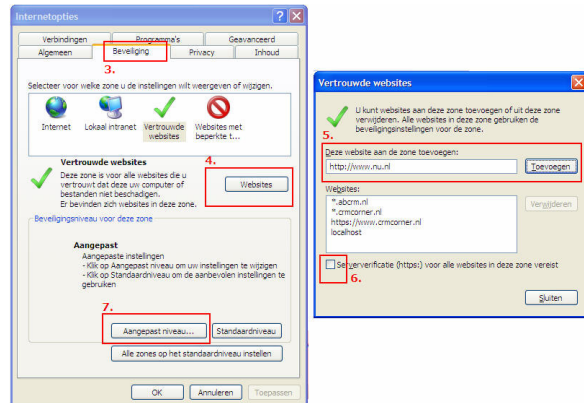 Internetopties
Verbindingen Programma's Geavanceerd
Algemeen Beveiliging Privacy Inhoud
3.
Selecteer voor welke zone u de instellingen wilt weergeven of wijzigen.
Internet Lokaal intranet Vertrouwde websites Websites met beperkte t...
Vertrouwde websites
4.
Deze zone is voor alle websites die u
vertrouwt dat deze uw computer of
bestanden niet beschadigen.
Er bevinden zich websites in deze zone.
Websites
Beveiligingsniveau voor deze zone
Aangepast
Aangepaste instellingen
- Klik op Aangepast niveau om uw instellingen te wijzigen
- Klik op Standaardniveau om de aanbevolen instellingen te
gebruiken
7.
Aangepast niveau... Standaardniveau
Alle zones op het standaardniveau instellen
OK Annuleren Toepassen
Vertrouwde websites
U kunt websites aan deze zone toevoegen of uit deze zone
verwijderen. Alle websites in deze zone gebruiken de
beveiligingsinstellingen voor de zone.
5.
Deze website aan de zone toevoegen:
http://www.nu.nl Toevoegen
Websites:
*.abcrm.nl
*.crmcorner.nl
https://www.crmcorner.nl
localhost
Verwijderen
Serververificatie (https:) voor alle websites in deze zone vereist
6.
Sluiten